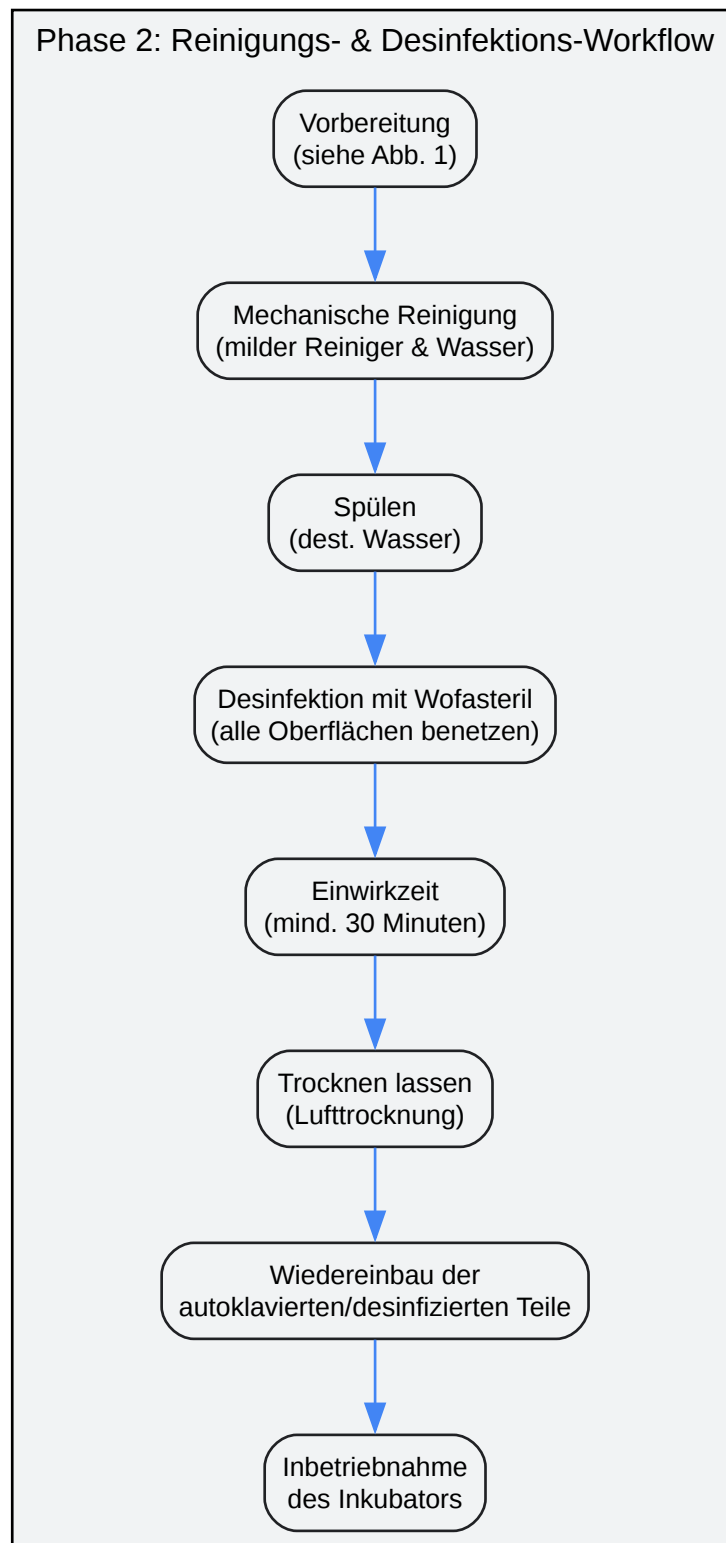 Phase 2: Reinigungs- & Desinfektions-Workflow
Vorbereitung
(siehe Abb. 1)
Mechanische Reinigung
(milder Reiniger & Wasser)
Spülen
(dest. Wasser)
Desinfektion mit Wofasteril
(alle Oberflächen benetzen)
Einwirkzeit
(mind. 30 Minuten)
Trocknen lassen
(Lufttrocknung)
Wiedereinbau der
autoklavierten/desinfizierten Teile
Inbetriebnahme
des Inkubators